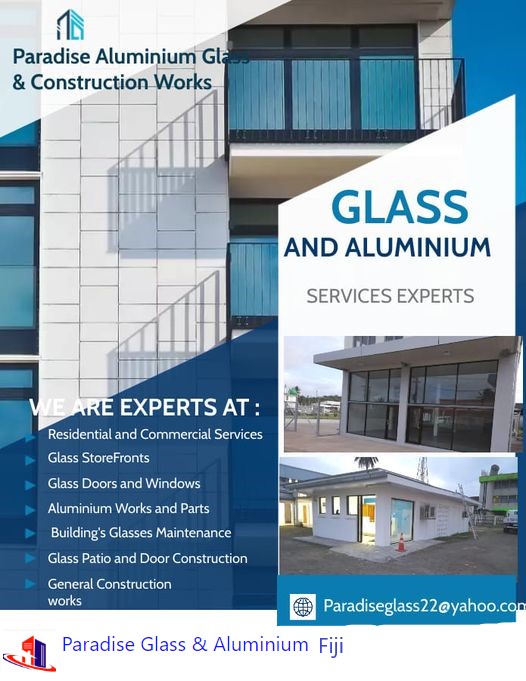 Paradise Aluminium Glass
& Construction Works
GLASS
AND ALUMINIUM
SERVICES EXPERTS
WE ARE EXPERTS AT :
Residential and Commercial Services
Glass StoreFronts
Glass Doors and Windows
Aluminium Works and Parts
Building's Glasses Maintenance
Glass Patio and Door Construction
General Construction
works
Paradiseglass22@yahoo.com
Paradise Glass & Aluminium Fiji